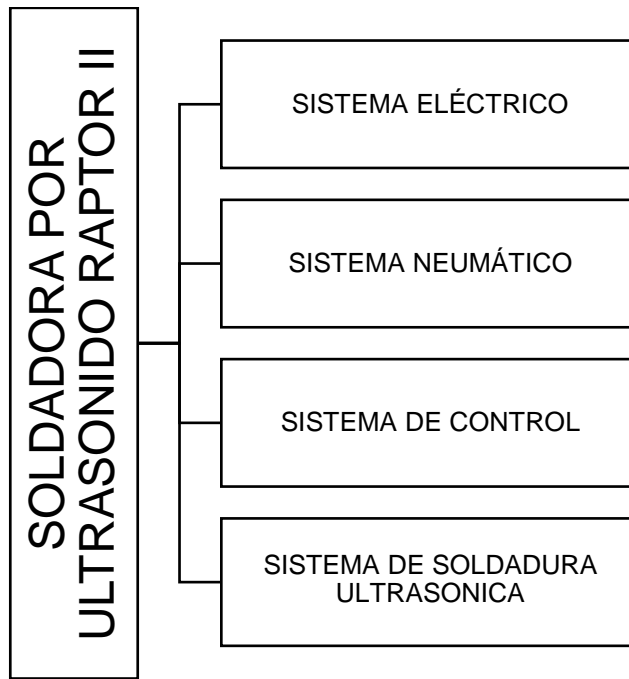 SOLDADORA POR
ULTRASONIDO RAPTOR II
SISTEMA ELÉCTRICO
SISTEMA NEUMÁTICO
SISTEMA DE CONTROL
SISTEMA DE SOLDADURA
ULTRASONICA